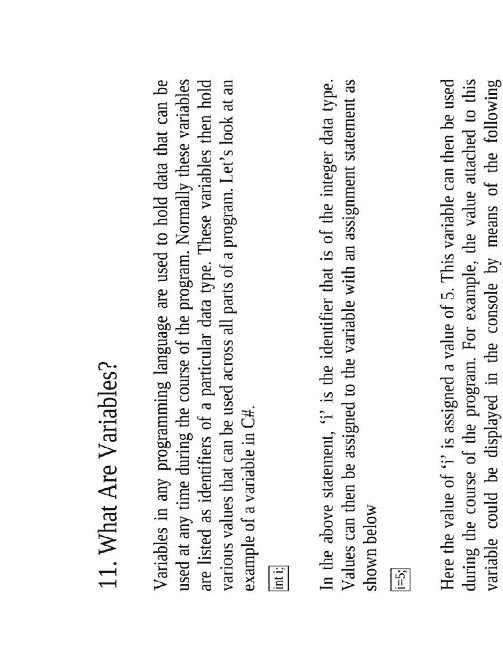 11. What Are Variables?
Variables in any programming language are used to hold data that can be
used at any time during the course of the program. Normally these variables
are listed as identifiers of a particular data type. These variables then hold
various values that can be used across all parts of a program. Let's look at an
example of a variable in C#.
int i;
In the above statement, 'i' is the identifier that is of the integer data type.
Values can then be assigned to the variable with an assignment statement as
shown below
i=5;
Here the value of 'i' is assigned a value of 5. This variable can then be used
during the course of the program. For example, the value attached to this
variable could be displayed in the console by means of the following